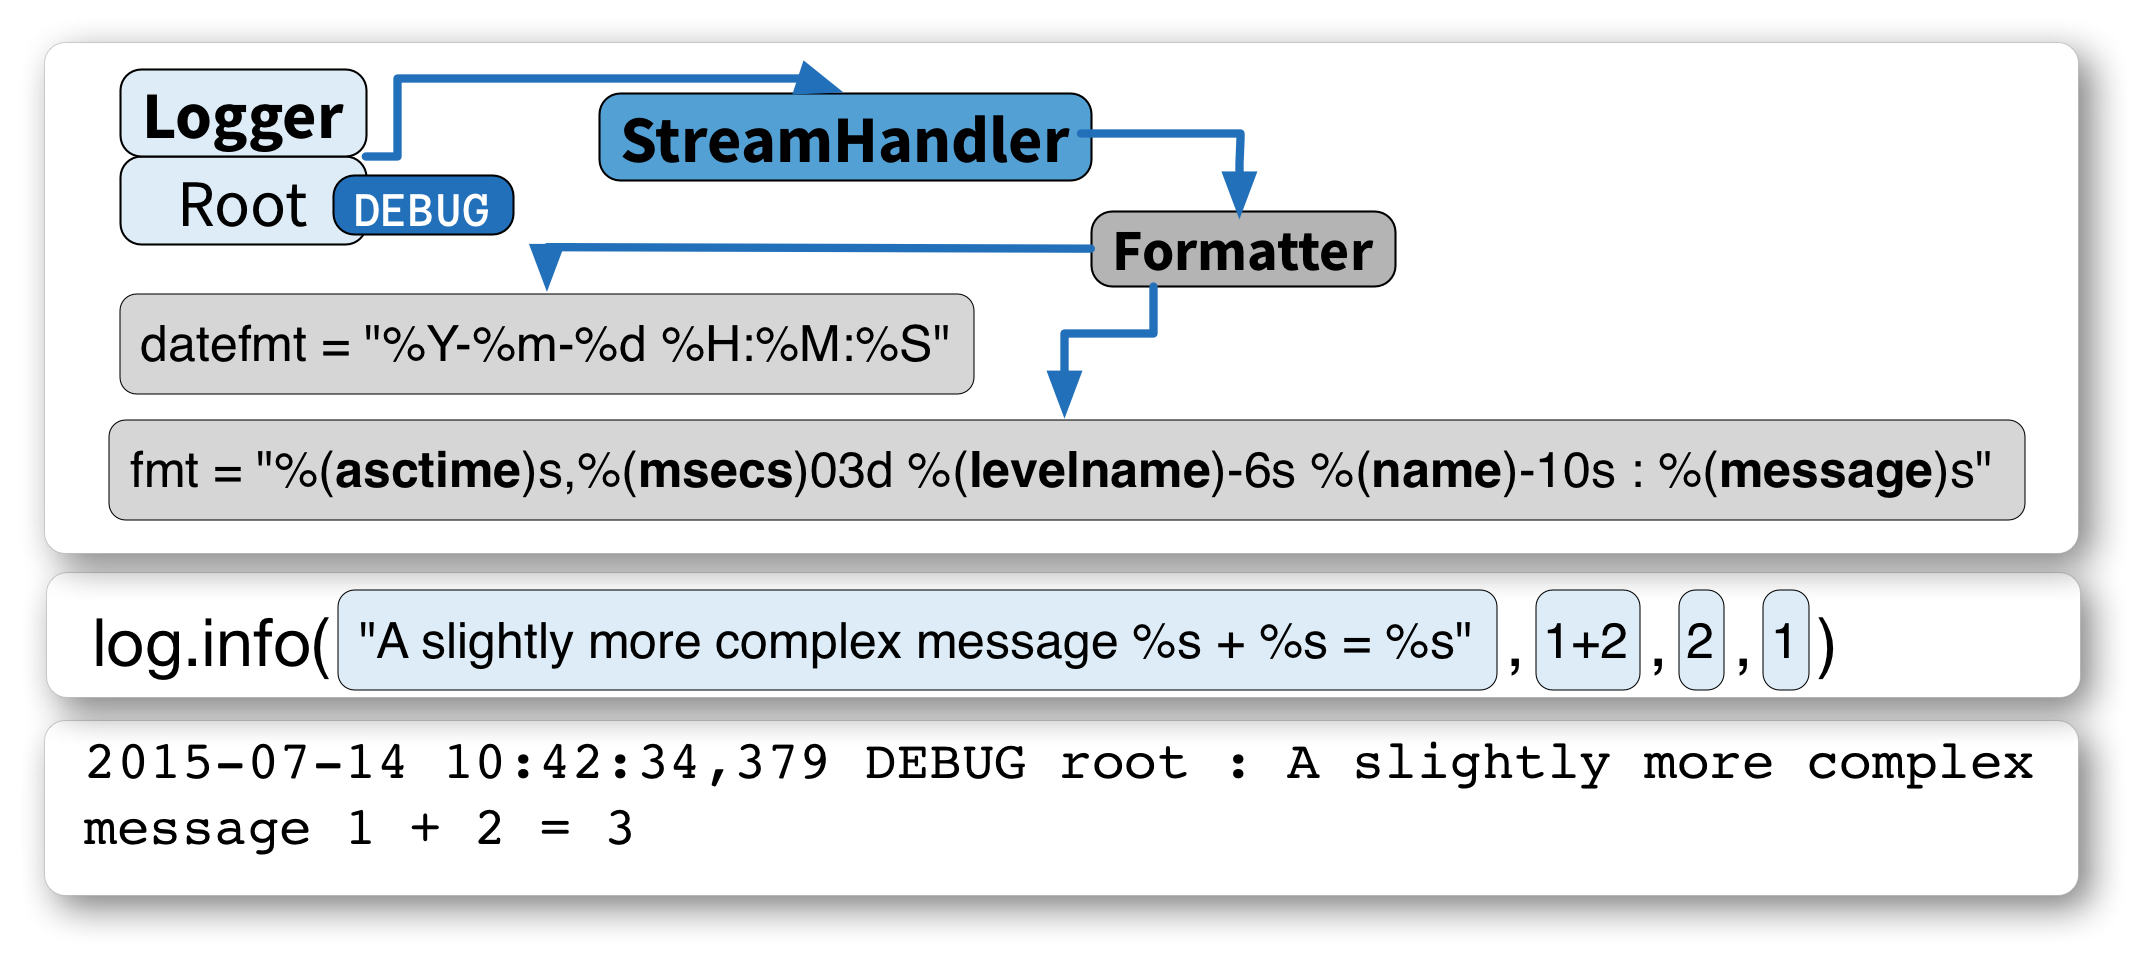 Logger
Root DEBUG
StreamHandler
Formatter
datefmt = "%Y-%m-%d %H:%M:%S"
fmt = "%(asctime)s,%(msecs)03d %(levelname)-6s %(name)-10s : %(message)s"
log.info( "A slightly more complex message %s + %s = %s" , 1+2 , 2 , 1 )
2015-07-14 10:42:34,379 DEBUG root : A slightly more complex
message 1 + 2 = 3